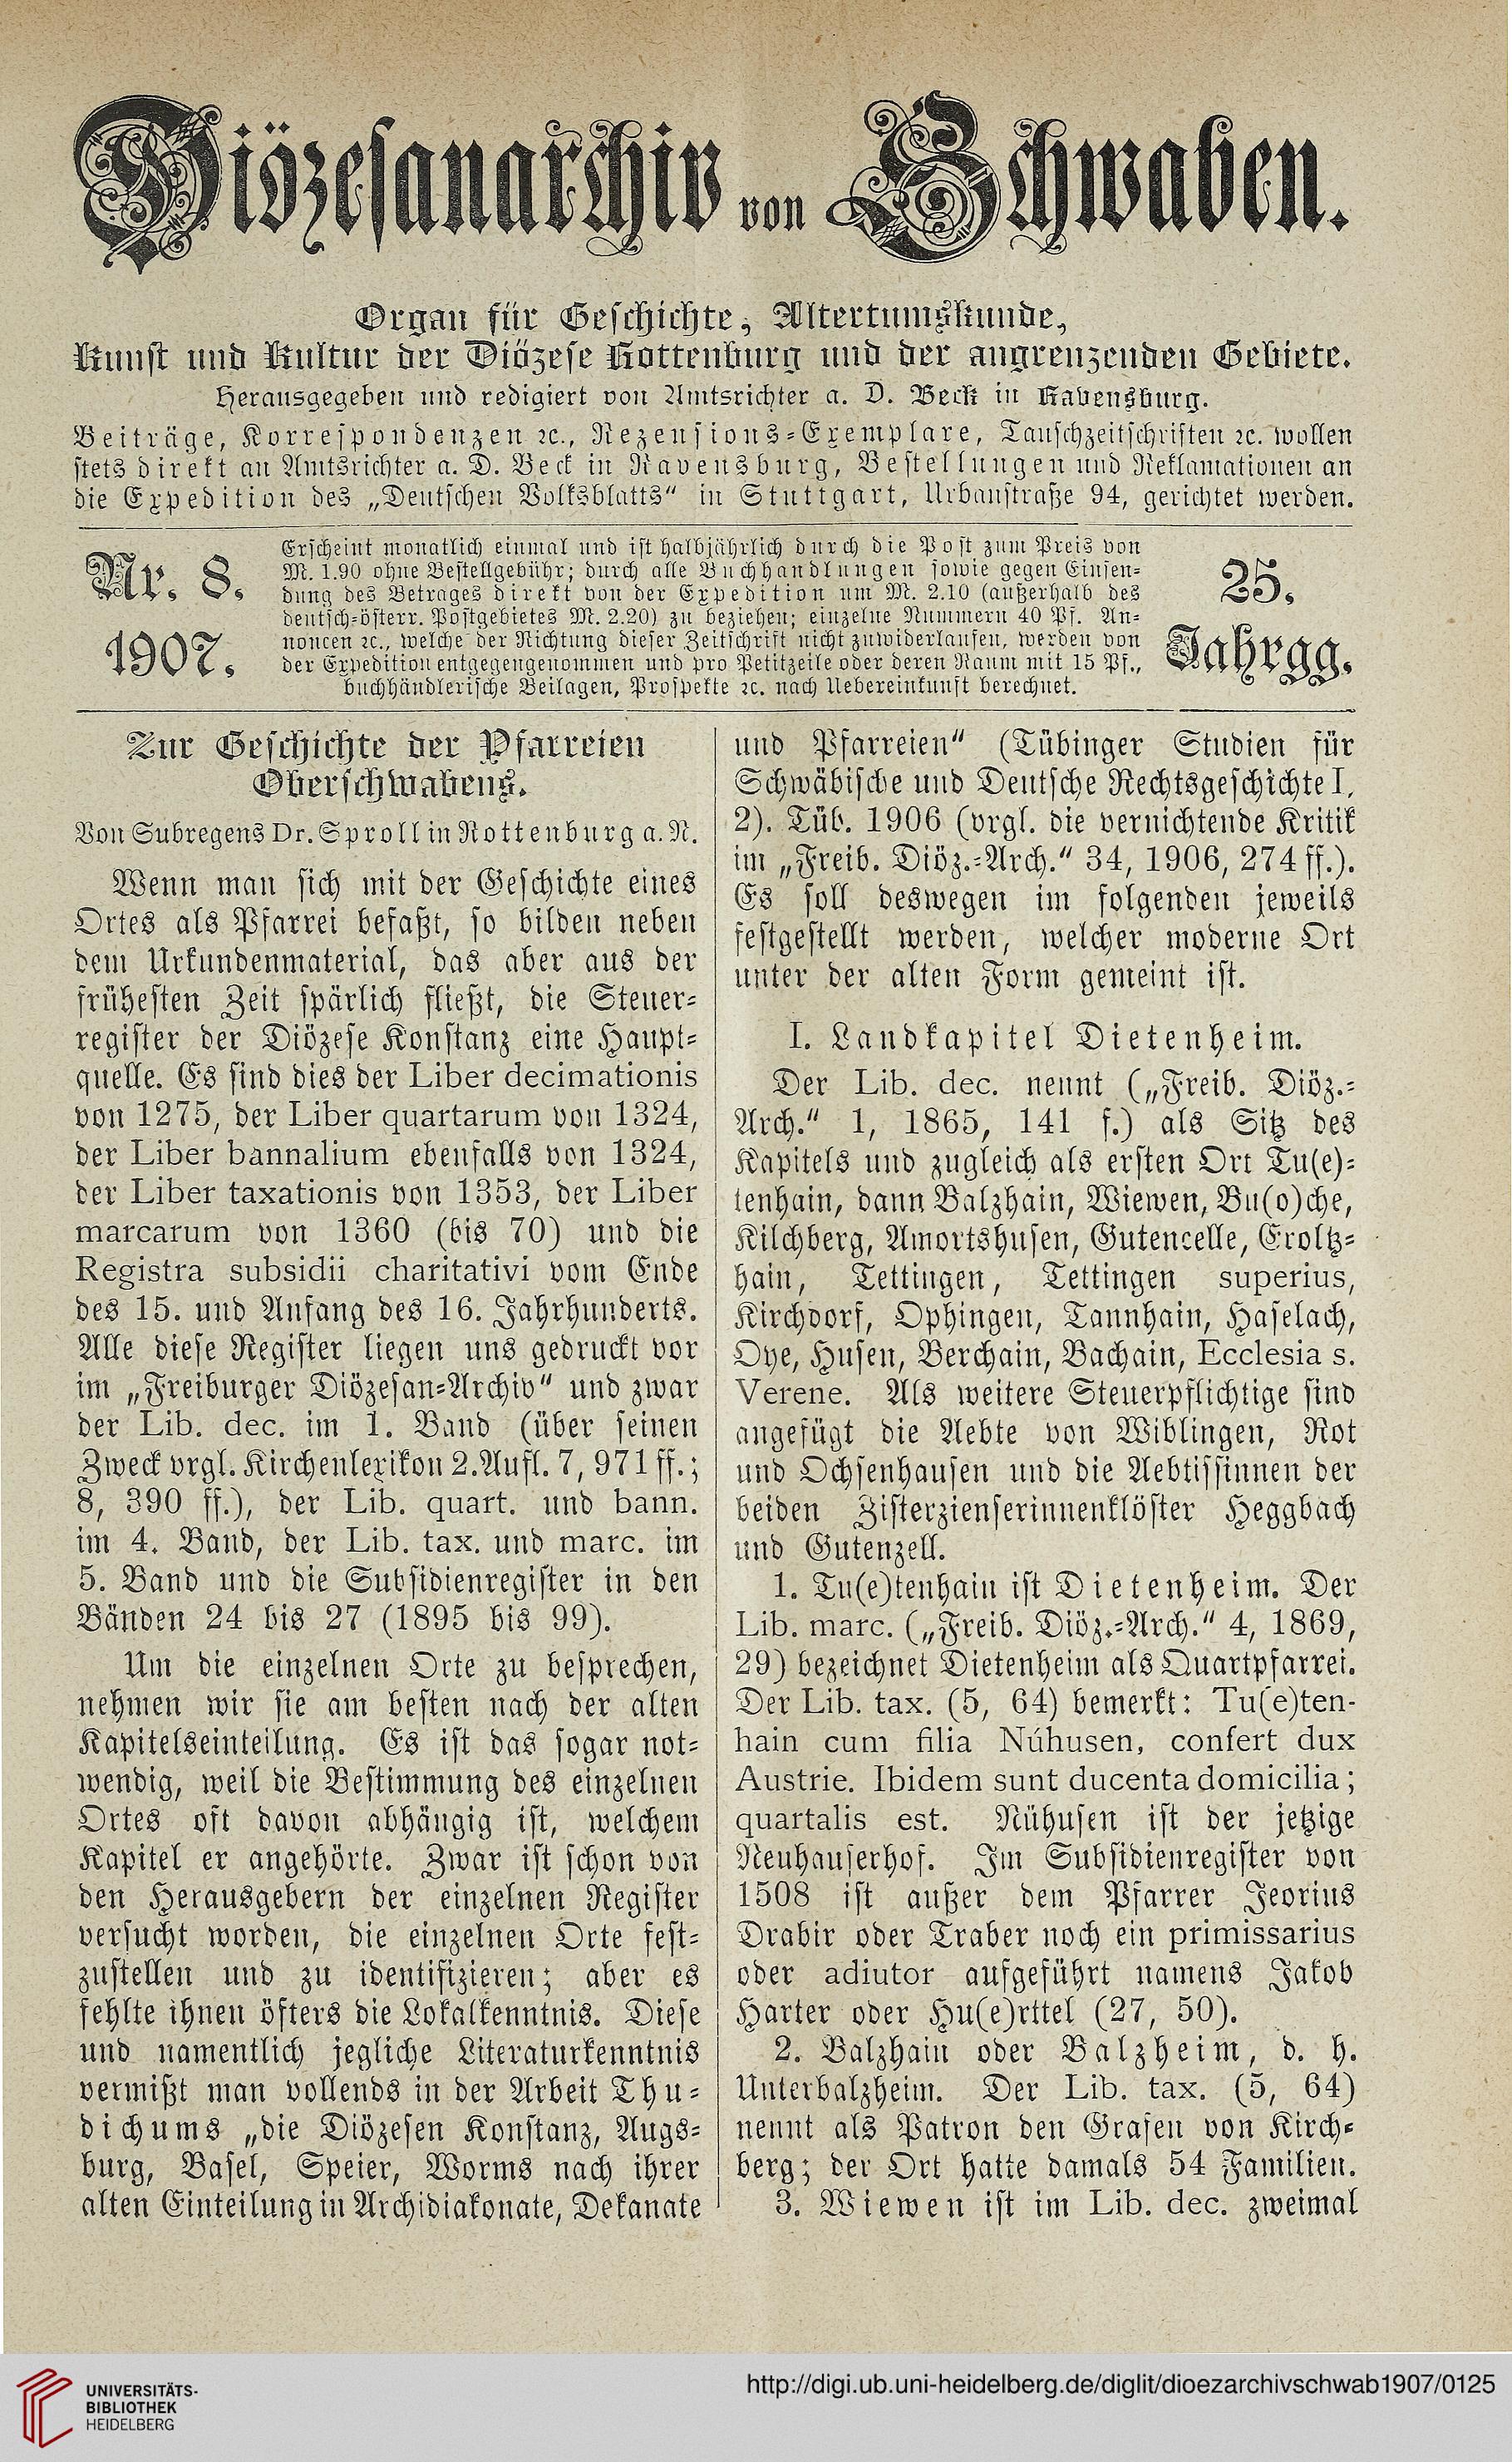 Diözesanarchiv von Schwaben.
Organ für Geschichte, Altertumskunde,
Kunst und Kultur der Diözese Rottenburg und der angrenzenden Gebiete.
Herausgegeben und redigiert von Amtsrichter a. D. Beck in Ravensburg.
Beiträge, Korrespondenzen ꝛc., Rezensions-Exemplare, Tauschzeitschriften ꝛc. wollen
stets direkt an Amtsrichter a. D. Beck in Ravensburg, Bestellungen und Reklamationen an
die Expedition des „Deutschen Volksblatts“ in Stuttgart, Urbanstraße 94, gerichtet werden.
Nr. 8.
1907.
Erscheint monatlich einmal und ist halbjährlich durch die Post zum Preis von
M. 1.90 ohne Bestellgebühr; durch alle Buchhandlungen sowie gegen Einsen-
dung des Betrages direkt von der Expedition um M. 2.10 (außerhalb des
deutsch-österr. Postgebietes M. 2.20) zu beziehen; einzelne Nummern 40 Pf. An-
noncen ꝛc., welche der Richtung dieser Zeitschrift nicht zuwiderlaufen, werden von
der Expedition entgegengenommen und pro Petitzeile oder deren Raum mit 15 Pf.,
buchhändlerische Beilagen, Prospekte ꝛc. nach Uebereinkunft berechnet.
25.
Jahrgg.
Zur Geschichte der Pfarreien
Oberschwabens.
Von Subregens Dr. Sproll in Rottenburg a. N.
Wenn man sich mit der Geschichte eines
Ortes als Pfarrei befaßt, so bilden neben
dem Urkundenmaterial, das aber aus der
frühesten Zeit spärlich fließt, die Steuer-
register der Diözese Konstanz eine Haupt-
quelle. Es sind dies der Liber decimationis
von 1275, der Liber quartarum von 1324,
der Liber bannalium ebenfalls von 1324,
der Liber taxationis von 1353, der Liber
marcarum von 1360 (bis 70) und die
Registra subsidii charitativi vom Ende
des 15. und Anfang des 16. Jahrhunderts.
Alle diese Register liegen uns gedruckt vor
im „Freiburger Diözesan-Archiv“ und zwar
der Lib. dec. im 1. Band (über seinen
Zweck vrgl. Kirchenlexikon 2. Aufl. 7, 971 ff.;
8, 390 ff.), der Lib. quart. und bann.
im 4. Band, der Lib. tax. und marc. im
5. Band und die Subsidienregister in den
Bänden 24 bis 27 (1895 bis 99).
Um die einzelnen Orte zu besprechen,
nehmen wir sie am besten nach der alten
Kapitelseinteilung. Es ist das sogar not-
wendig, weil die Bestimmung des einzelnen
Ortes oft davon abhängig ist, welchem
Kapitel er angehörte. Zwar ist schon von
den Herausgebern der einzelnen Register
versucht worden, die einzelnen Orte fest-
zustellen und zu identifizieren; aber es
fehlte ihnen öfters die Lokalkenntnis. Diese
und namentlich jegliche Literaturkenntnis
vermißt man vollends in der Arbeit Thu-
dichums „die Diözesen Konstanz, Augs-
burg, Basel, Speier, Worms nach ihrer
alten Einteilung in Archidiakonate, Dekanate
und Pfarreien“ (Tübinger Studien für
Schwäbische und Deutsche Rechtsgeschichte I,
2). Tüb. 1906 (vrgl. die vernichtende Kritik
im „Freib. Diöz.-Arch.“ 34, 1906, 274 ff.).
Es soll deswegen im folgenden jeweils
festgestellt werden, welcher moderne Ort
unter der alten Form gemeint ist.
I. Landkapitel Dietenheim.
Der Lib. dec. nennt („Freib. Diöz.-
Arch.“ 1, 1865, 141 f.) als Sitz des
Kapitels und zugleich als ersten Ort Tu(e)-
tenhain, dann Balzhain, Wiewen, Bu(o)che,
Kilchberg, Amortshusen, Gutencelle, Eroltz-
hain, Tettingen, Tettingen superius,
Kirchdorf, Ophingen, Tannhain, Haselach,
Oye, Husen, Berchain, Bachain, Ecclesia s.
Verene. Als weitere Steuerpflichtige sind
angefügt die Aebte von Wiblingen, Rot
und Ochsenhausen und die Aebtissinnen der
beiden Zisterzienserinnenklöster Heggbach
und Gutenzell.
1. Tu(e)tenhain ist Dietenheim. Der
Lib. marc. („Freib. Diöz.-Arch.“ 4, 1869,
29) bezeichnet Dietenheim als Quartpfarrei.
Der Lib. tax. (5, 64) bemerkt: Tu(e)ten-
hain cum filia Núhusen, confert dux
Austrie. Ibidem sunt ducenta domicilia;
quartalis est. Nühusen ist der jetzige
Neuhauserhof. Im Subsidienregister von
1508 ist außer dem Pfarrer Jeorius
Drabir oder Traber noch ein primissarius
oder adiutor aufgeführt namens Jakob
Harter oder Hu(e)rttel (27, 50).
2. Balzhain oder Balzheim, d. h.
Unterbalzheim. Der Lib. tax. (5, 64)
nennt als Patron den Grafen von Kirch-
berg; der Ort hatte damals 54 Familien.
3. Wiewen ist im Lib. dec. zweimal
UNIVERSITÄTS-
BIBLIOTHEK
HEIDELBERG
http://digi.ub.uni-heidelberg.de/diglit/dioezarchivschwab1907/0125